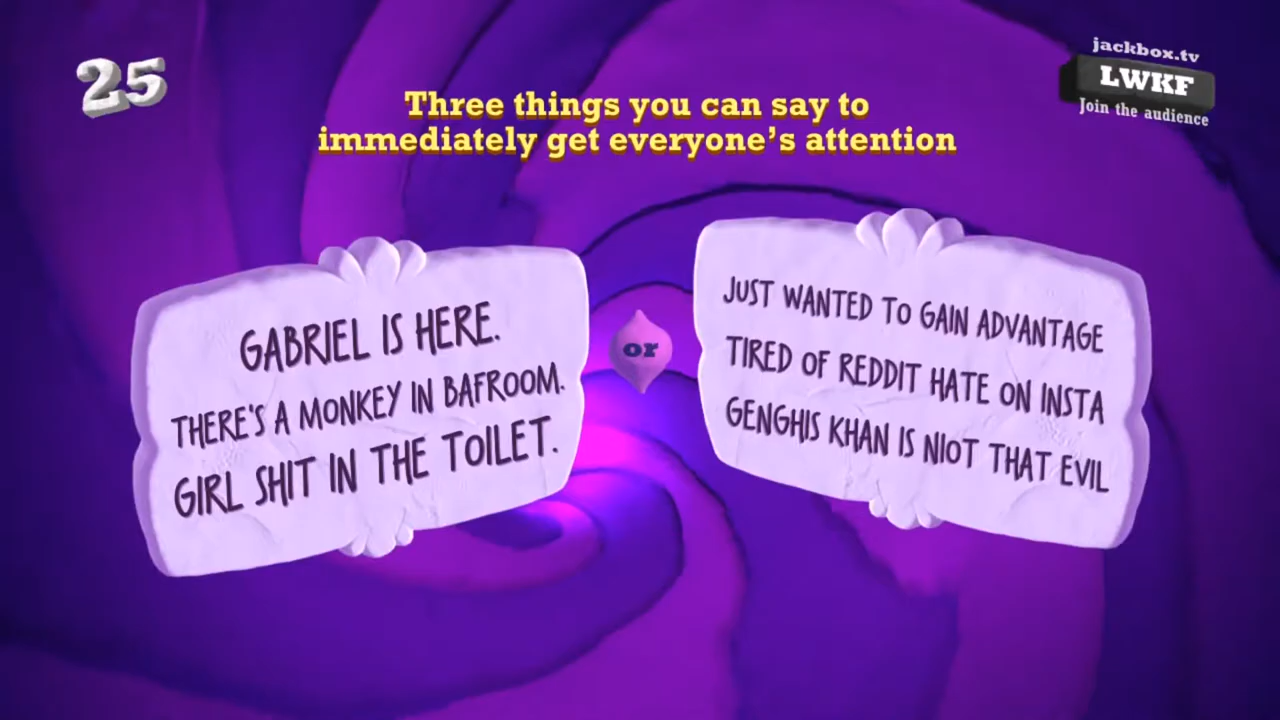 25
jackbox.tv
LWKF
Join the audience
Three things you can say to
immediately get everyone's attention
GABRIEL IS HERE.
THERE'S A MONKEY IN BAFROOM.
GIRL SHIT IN THE TOILET.
or
JUST WANTED TO GAIN ADVANTAGE
TIRED OF REDDIT HATE ON INSTA
GENGHIS KHAN IS NIOT THAT EVIL